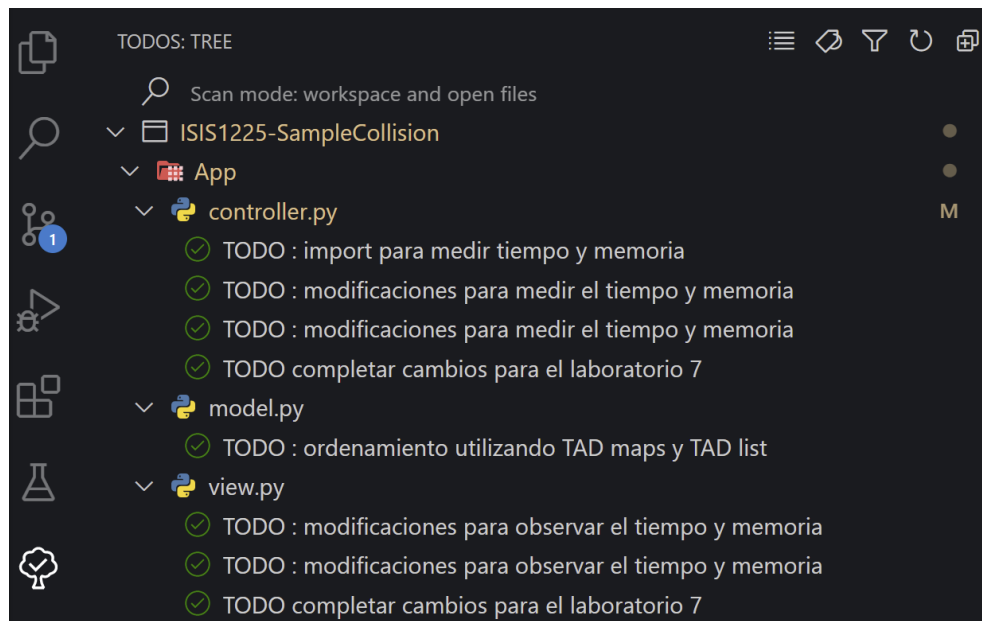 TODOS: TREE
Scan mode: workspace and open files
ISIS1225-SampleCollision
App
controller.py M
TODO : import para medir tiempo y memoria
TODO : modificaciones para medir el tiempo y memoria
TODO : modificaciones para medir el tiempo y memoria
TODO completar cambios para el laboratorio 7
1
model.py
TODO : ordenamiento utilizando TAD maps y TAD list
view.py
TODO : modificaciones para observar el tiempo y memoria
TODO : modificaciones para observar el tiempo y memoria
TODO completar cambios para el laboratorio 7